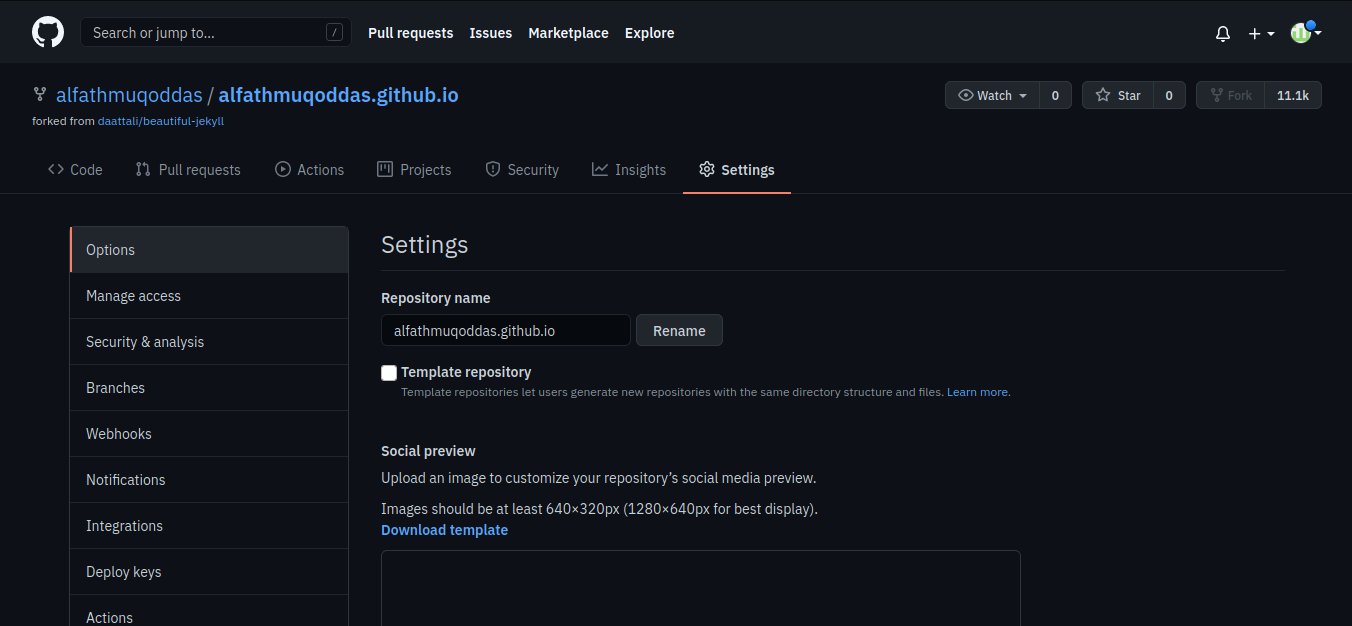 Search or jump to... / Pull requests Issues Marketplace Explore
alfathmuqoddas / alfathmuqoddas.github.io Watch 0 Star 0 Fork 11.1k
forked from daattali/beautiful-jekyll
Code Pull requests Actions Projects Security Insights Settings
Options
Manage access
Security & analysis
Branches
Webhooks
Notifications
Integrations
Deploy keys
Actions
Settings
Repository name
alfathmuqoddas.github.io Rename
Template repository
Template repositories let users generate new repositories with the same directory structure and files. Learn more.
Social preview
Upload an image to customize your repository’s social media preview.
Images should be at least 640×320px (1280×640px for best display).
Download template